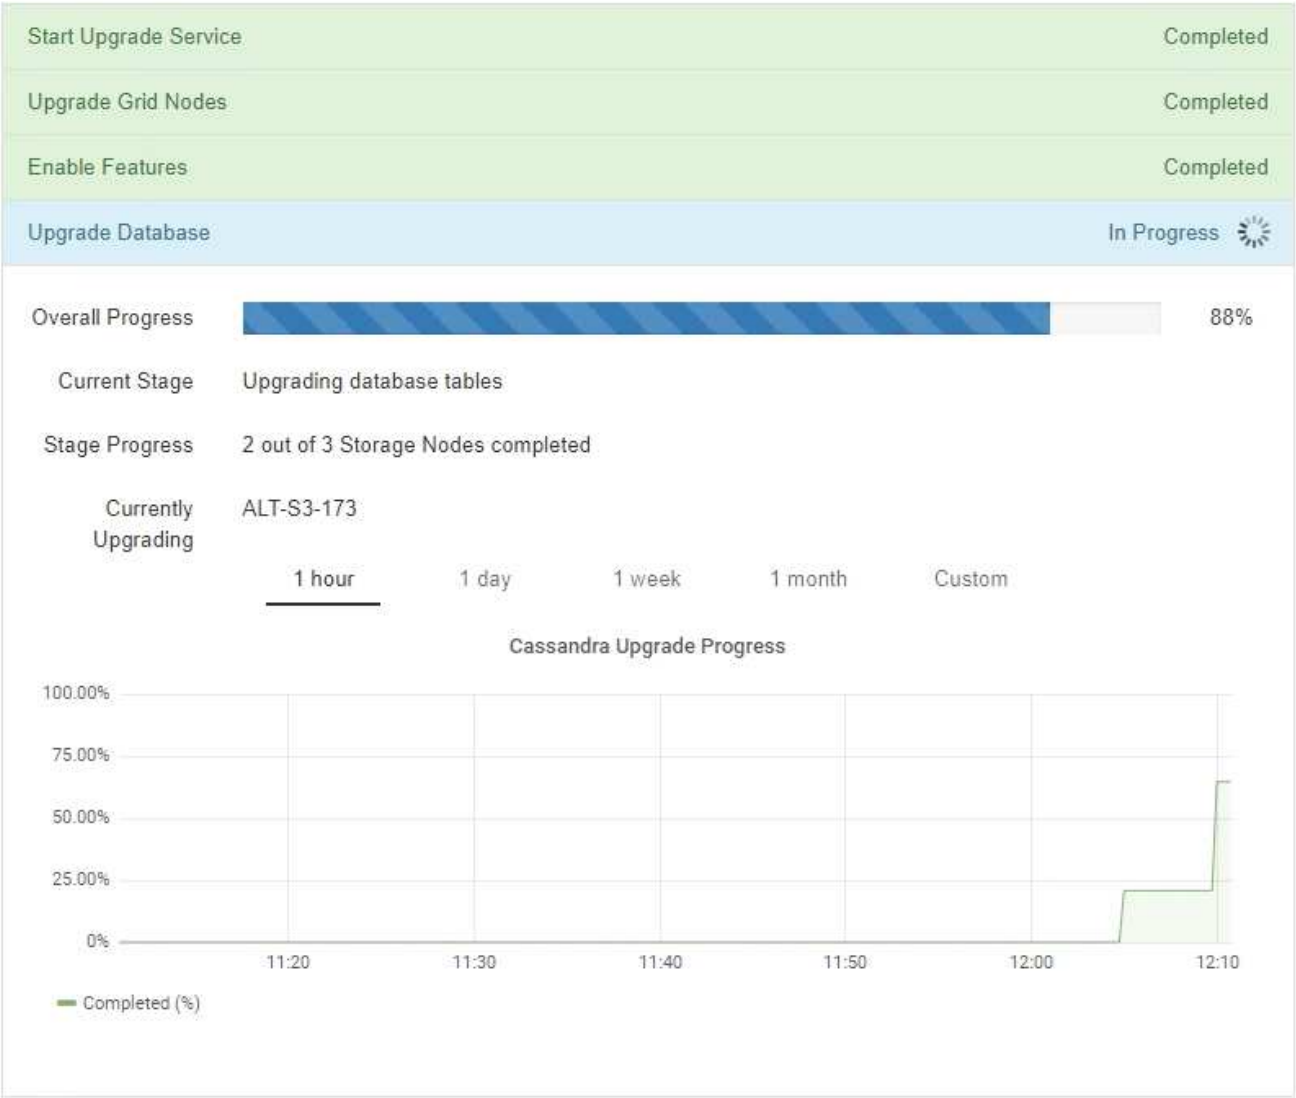 Start Upgrade Service Completed
Upgrade Grid Nodes Completed
Enable Features Completed
Upgrade Database In Progress
Overall Progress 88%
Current Stage Upgrading database tables
Stage Progress 2 out of 3 Storage Nodes completed
Currently ALT-S3-173
Upgrading
1 hour 1 day 1 week 1 month Custom
Cassandra Upgrade Progress
100.00%
75.00%
50.00%
25.00%
0%
11:20 11:30 11:40 11:50 12:00 12:10
Completed (%)